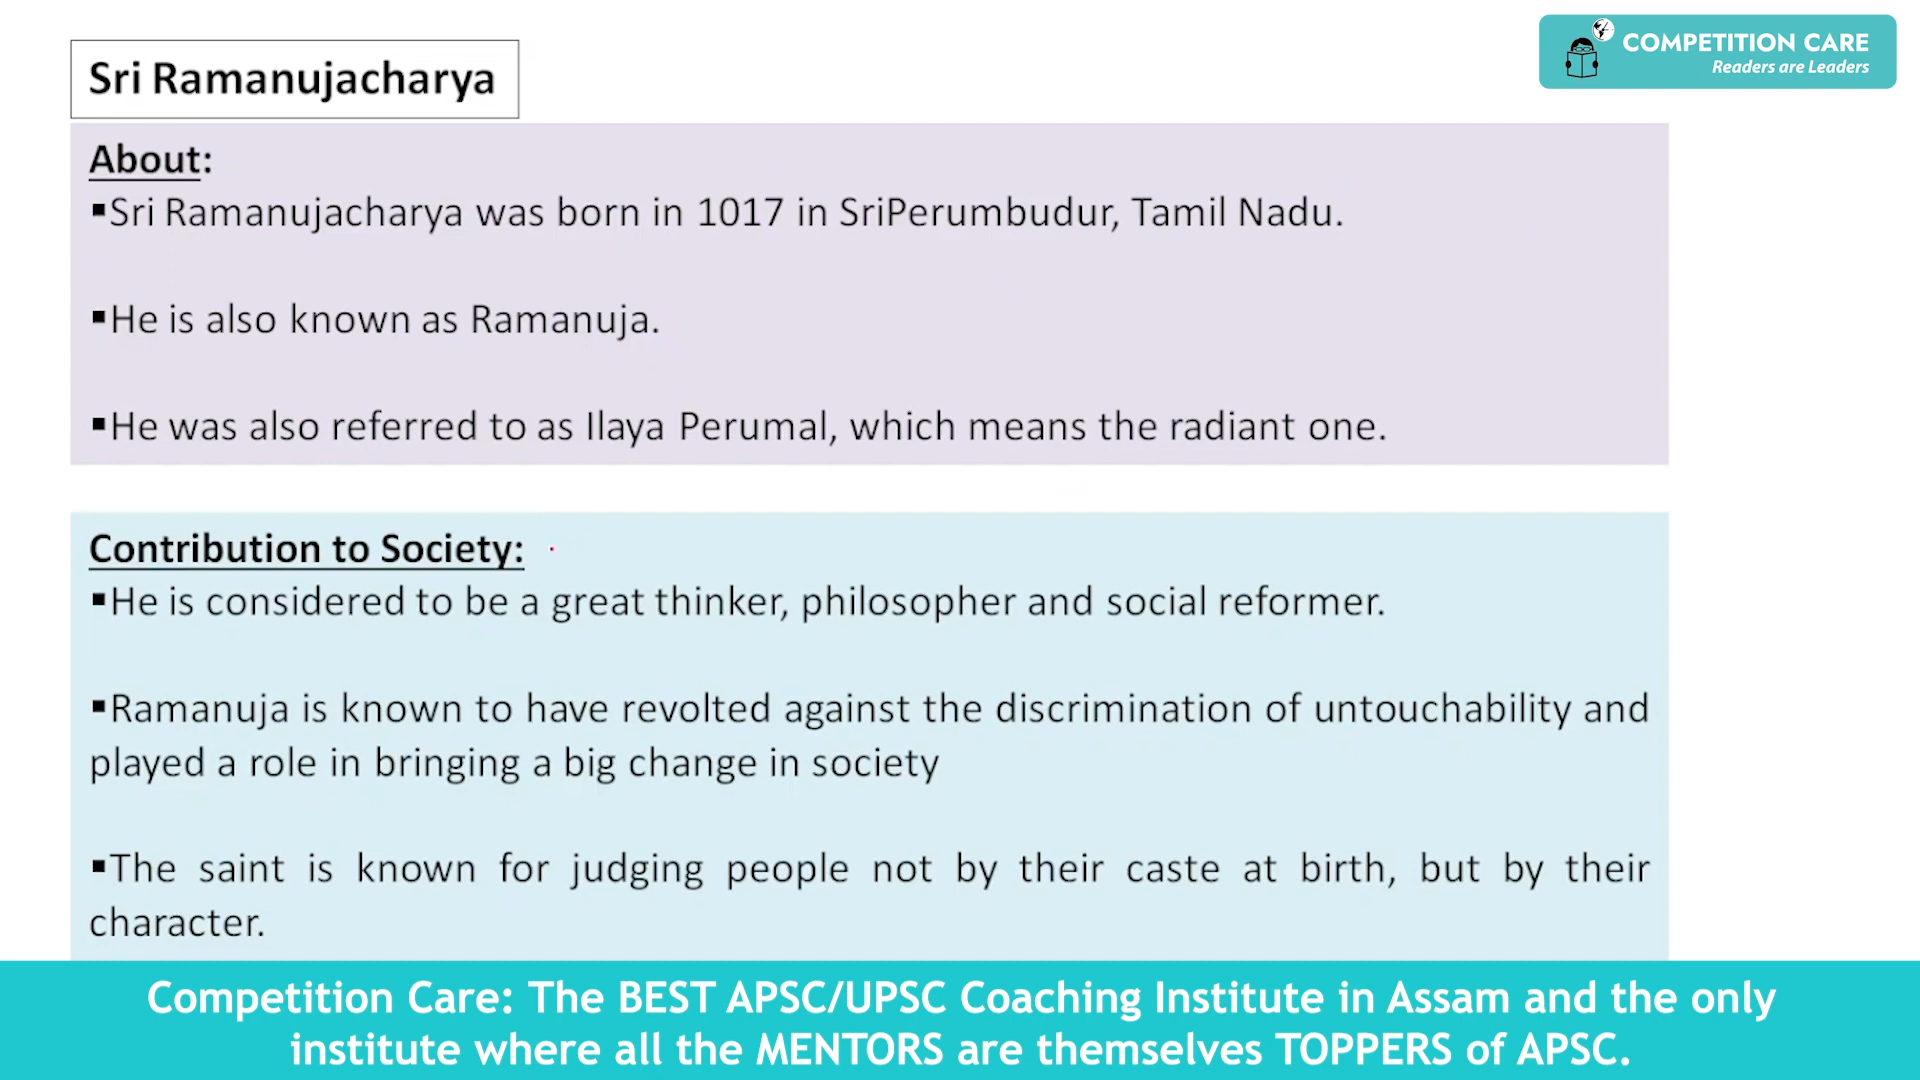 Sri Ramanujacharya
COMPETITION CARE
Readers are Leaders
About:
▪Sri Ramanujacharya was born in 1017 in SriPerumbudur, Tamil Nadu.
▪He is also known as Ramanuja.
▪He was also referred to as Ilaya Perumal, which means the radiant one.
Contribution to Society:
▪He is considered to be a great thinker, philosopher and social reformer.
▪Ramanuja is known to have revolted against the discrimination of untouchability and
played a role in bringing a big change in society
▪The saint is known for judging people not by their caste at birth, but by their
character.
Competition Care: The BEST APSC/UPSC Coaching Institute in Assam and the only
institute where all the MENTORS are themselves TOPPERS of APSC.